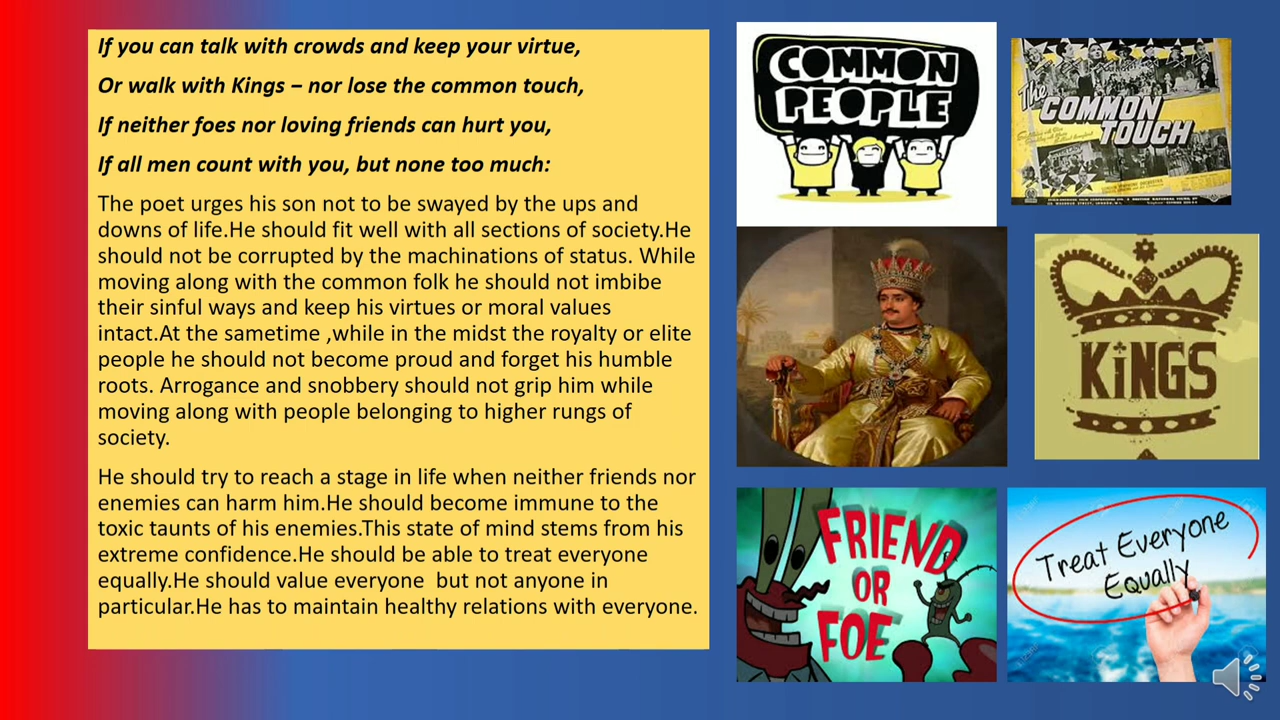 If you can talk with crowds and keep your virtue,
Or walk with Kings – nor lose the common touch,
If neither foes nor loving friends can hurt you,
If all men count with you, but none too much:
The poet urges his son not to be swayed by the ups and
downs of life.He should fit well with all sections of society.He
should not be corrupted by the machinations of status. While
moving along with the common folk he should not imbibe
their sinful ways and keep his virtues or moral values
intact.At the sametime ,while in the midst the royalty or elite
people he should not become proud and forget his humble
roots. Arrogance and snobbery should not grip him while
moving along with people belonging to higher rungs of
society.
He should try to reach a stage in life when neither friends nor
enemies can harm him.He should become immune to the
toxic taunts of his enemies.This state of mind stems from his
extreme confidence.He should be able to treat everyone
equally.He should value everyone  but not anyone in
particular.He has to maintain healthy relations with everyone.
COMMON
PEOPLE
The
COMMON
TOUCH
KiNGS
FRIEND
OR
FOE
Treat Everyone
Equally